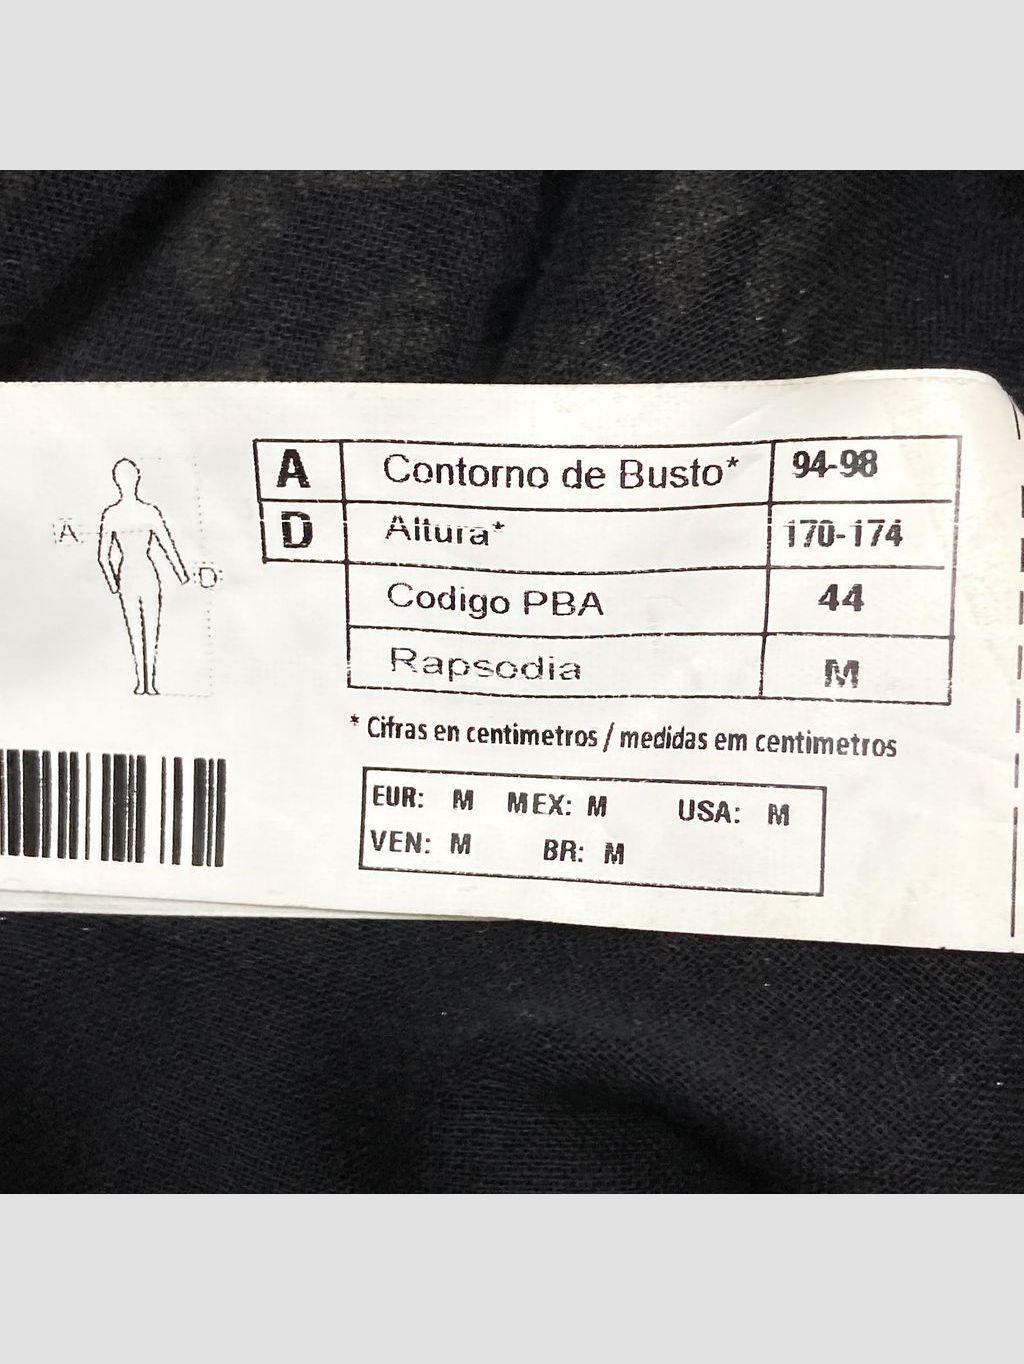 A Contorno de Busto* 94-98
D Altura* 170-174
Codigo PBA 44
Rapsodia M
A
D
* Cifras en centimetros / medidas em centimetros
EUR: M MEX: M USA: M
VEN: M BR: M